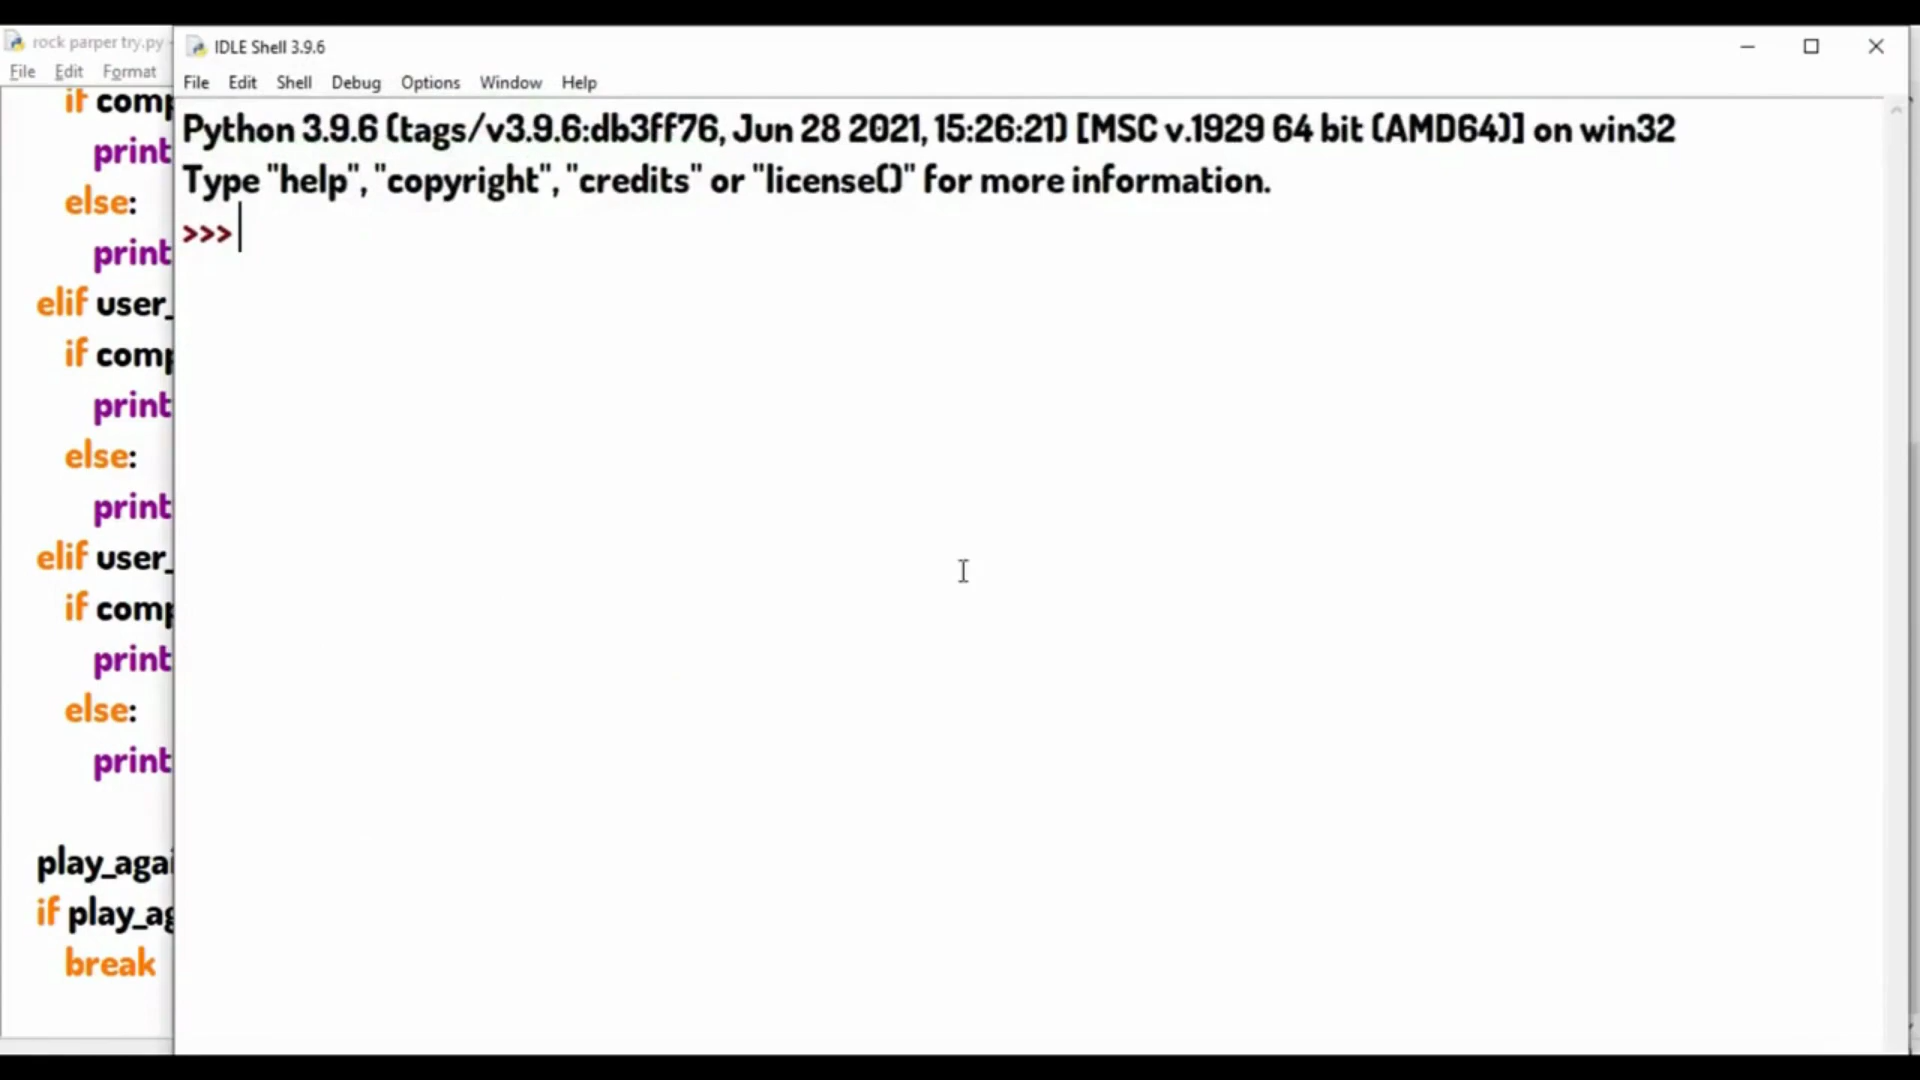 rock parper try.py
File Edit Format
if comp
print
else:
print
elif user_
if comp
print
else:
print
elif user_
if comp
print
else:
print
play_agai
if play_ag
break
IDLE Shell 3.9.6
File Edit Shell Debug Options Window Help
Python 3.9.6 (tags/v3.9.6:db3ff76, Jun 28 2021, 15:26:21) [MSC v.1929 64 bit (AMD64)] on win32
Type "help", "copyright", "credits" or "license()" for more information.
>>>